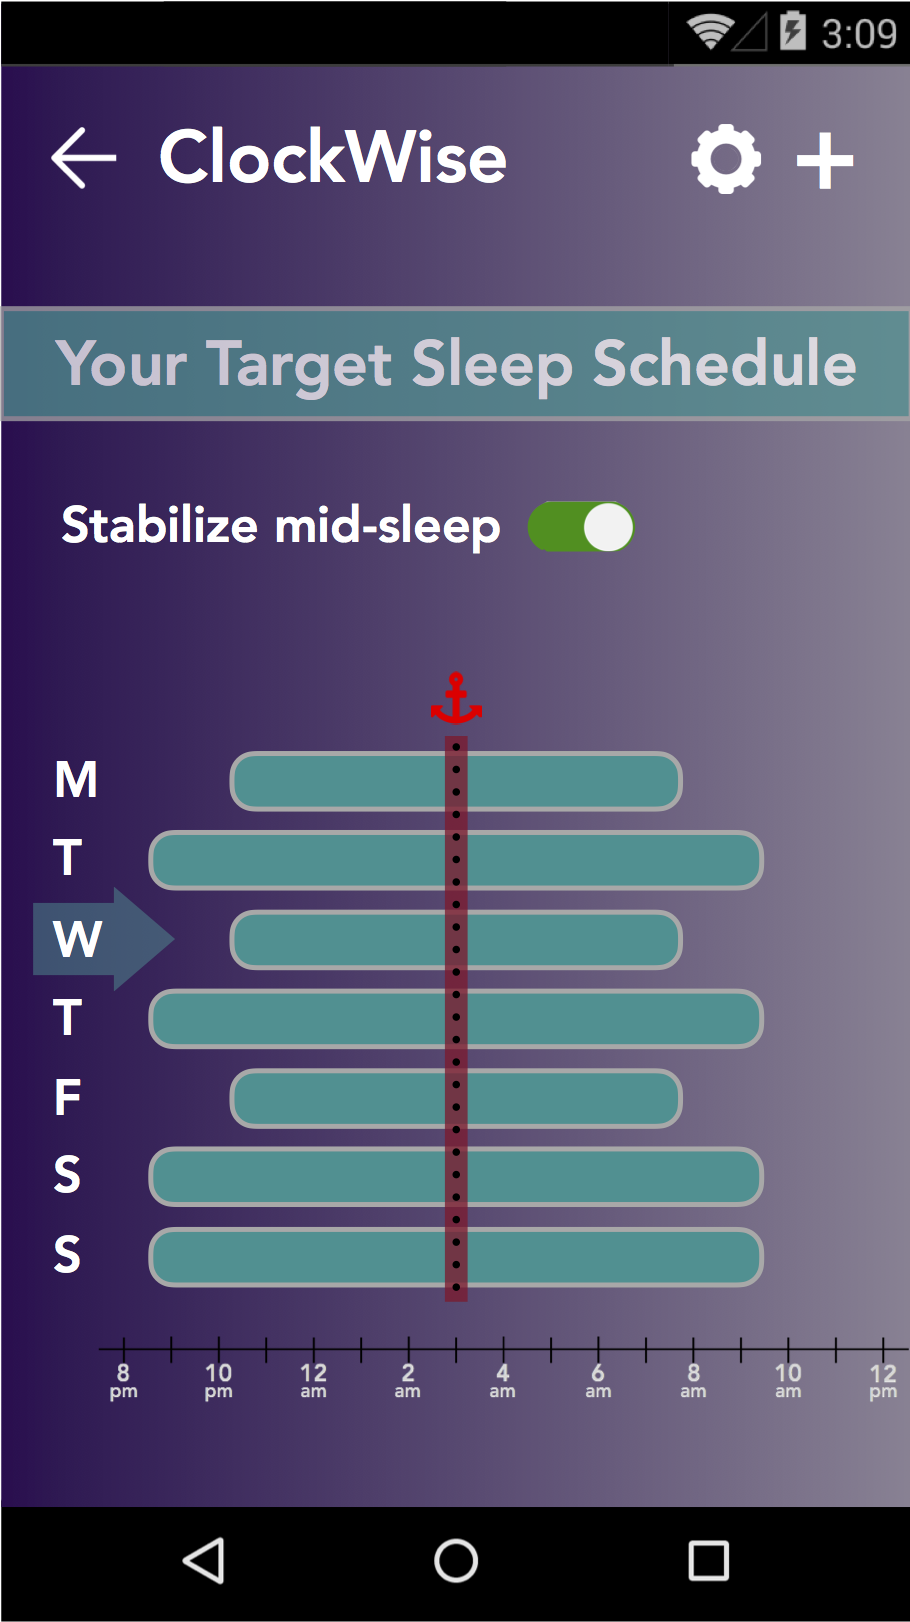 3:09
ClockWise
Your Target Sleep Schedule
Stabilize mid-sleep
M
T
W
T
F
S
S
8 10 12 2 4 6 8 10 12
pm pm am am am am am am pm